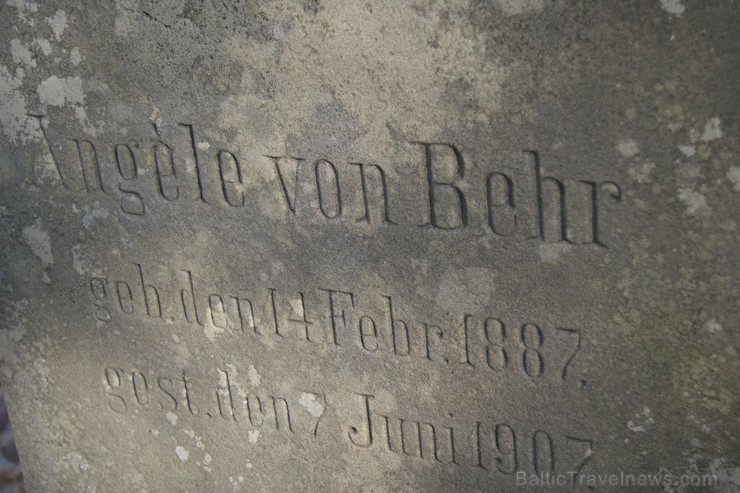 Angèle von Behr
geb. den 14 Febr. 1887,
gest. den 7 Juni 1907
BalticTravelnews.com